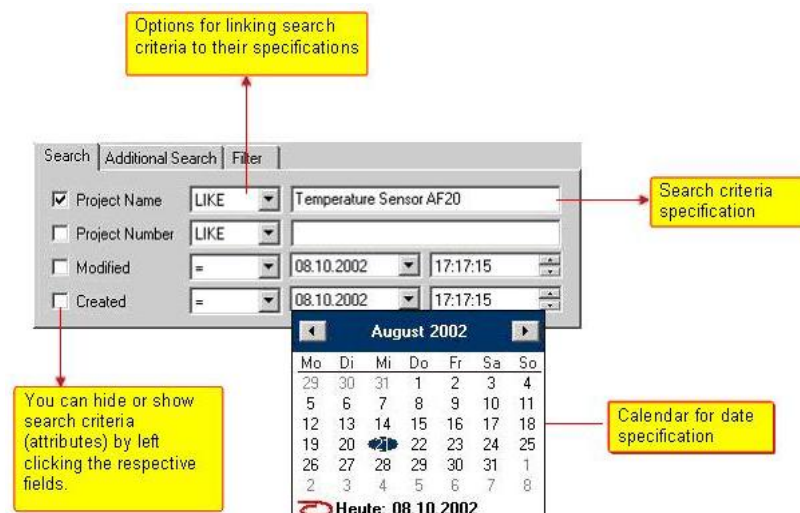 Options for linking search
criteria to their specifications
Search Additional Search Filter
Project Name LIKE Temperature Sensor AF20
Search criteria
specification
Project Number LIKE
Modified = 08.10.2002 17:17:15
Created = 08.10.2002 17:17:15
August 2002
Mo Di Mi Do Fr Sa So
29 30 31 1 2 3 4
5 6 7 8 9 10 11
12 13 14 15 16 17 18
19 20 21 22 23 24 25
26 27 28 29 30 31 1
2 3 4 5 6 7 8
Heute: 08.10.2002
You can hide or show
search criteria
(attributes) by left
clicking the respective
fields.
Calendar for date
specification